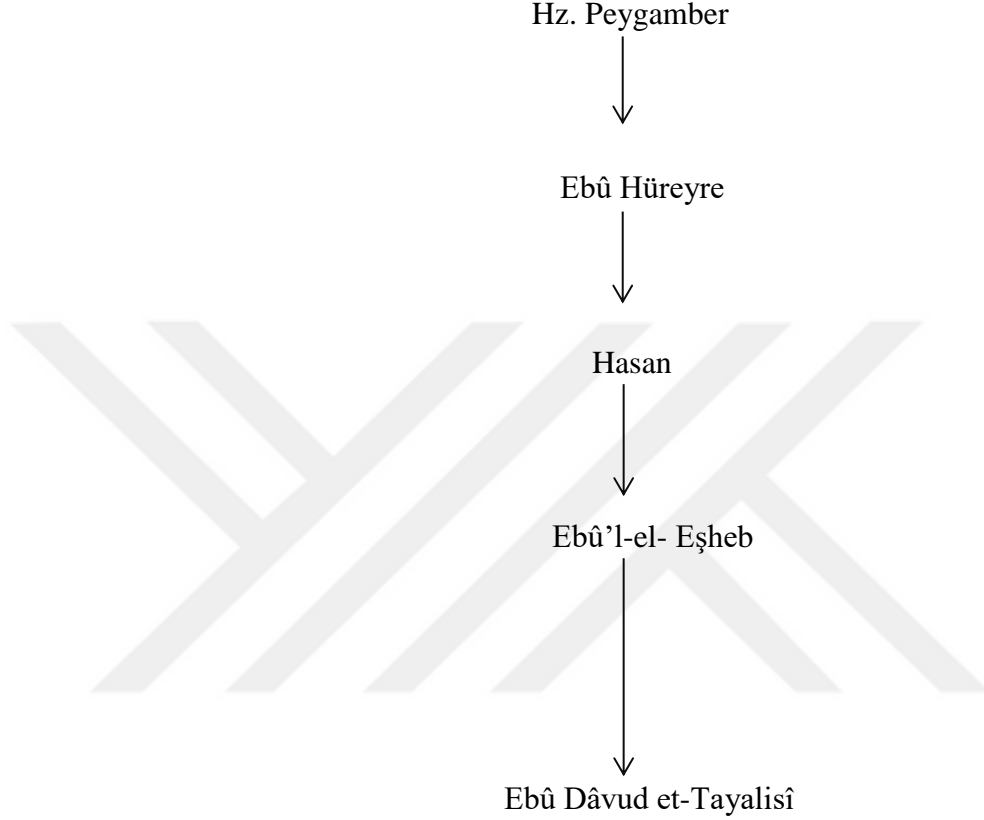 Hz. Peygamber
Ebû Hüreyre
Hasan
Ebû’l-el- Eşheb
Ebû Dâvud et-Tayalisî